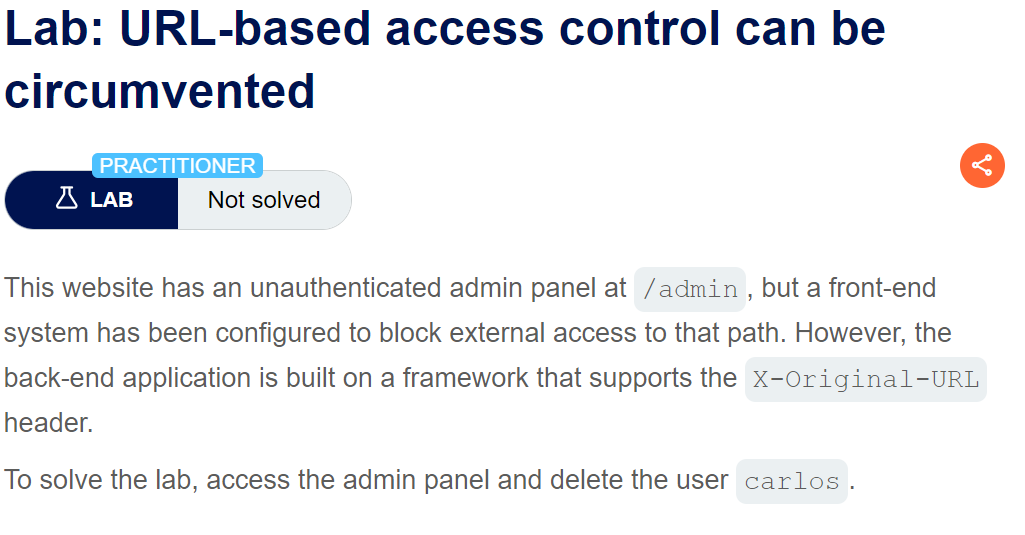 Lab: URL-based access control can be
circumvented
PRACTITIONER
LAB Not solved
This website has an unauthenticated admin panel at /admin, but a front-end
system has been configured to block external access to that path. However, the
back-end application is built on a framework that supports the X-Original-URL
header.
To solve the lab, access the admin panel and delete the user carlos.